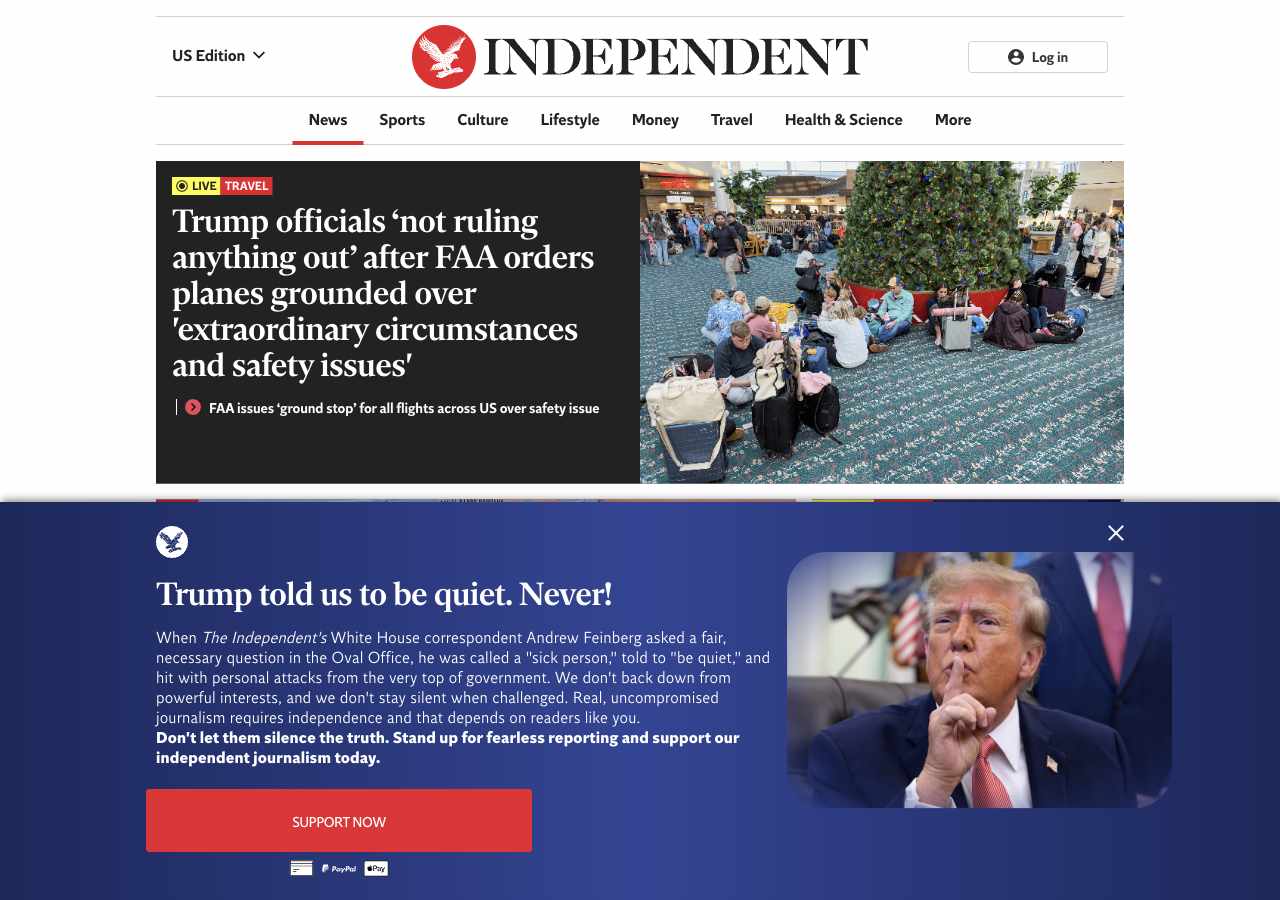 US Edition
INDEPENDENT
Log in
News Sports Culture Lifestyle Money Travel Health & Science More
LIVE TRAVEL
Trump officials ‘not ruling
anything out’ after FAA orders
planes grounded over
'extraordinary circumstances
and safety issues'
FAA issues ‘ground stop’ for all flights across US over safety issue
Trump told us to be quiet. Never!
When The Independent's White House correspondent Andrew Feinberg asked a fair,
necessary question in the Oval Office, he was called a "sick person," told to "be quiet," and
hit with personal attacks from the very top of government. We don't back down from
powerful interests, and we don't stay silent when challenged. Real, uncompromised
journalism requires independence and that depends on readers like you.
Don't let them silence the truth. Stand up for fearless reporting and support our
independent journalism today.
SUPPORT NOW
PayPal Pay